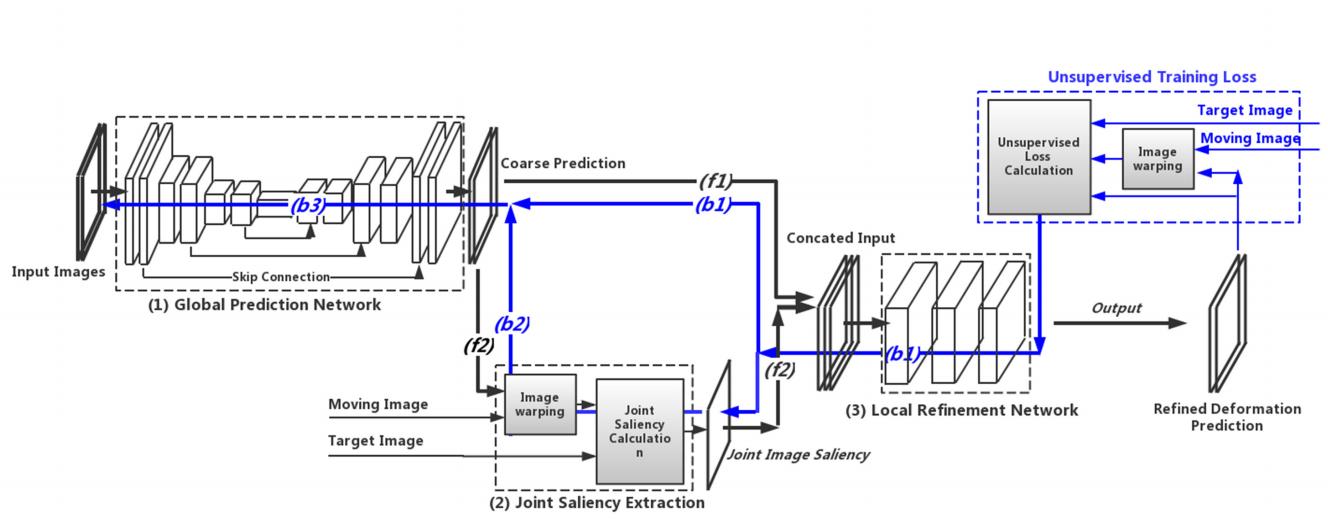 Unsupervised Training Loss
Target Image
Moving Image
Unsupervised
Loss
Calculation
Image
warping
Coarse Prediction
(f1)
(b3)
(b1)
Input Images
Skip Connection
(1) Global Prediction Network
Concated Input
(b2)
(f2)
Output
(b1)
(f2)
Moving Image
Target Image
Image
warping
Joint
Saliency
Calculatio
n
Joint Image Saliency
(2) Joint Saliency Extraction
(3) Local Refinement Network
Refined Deformation
Prediction